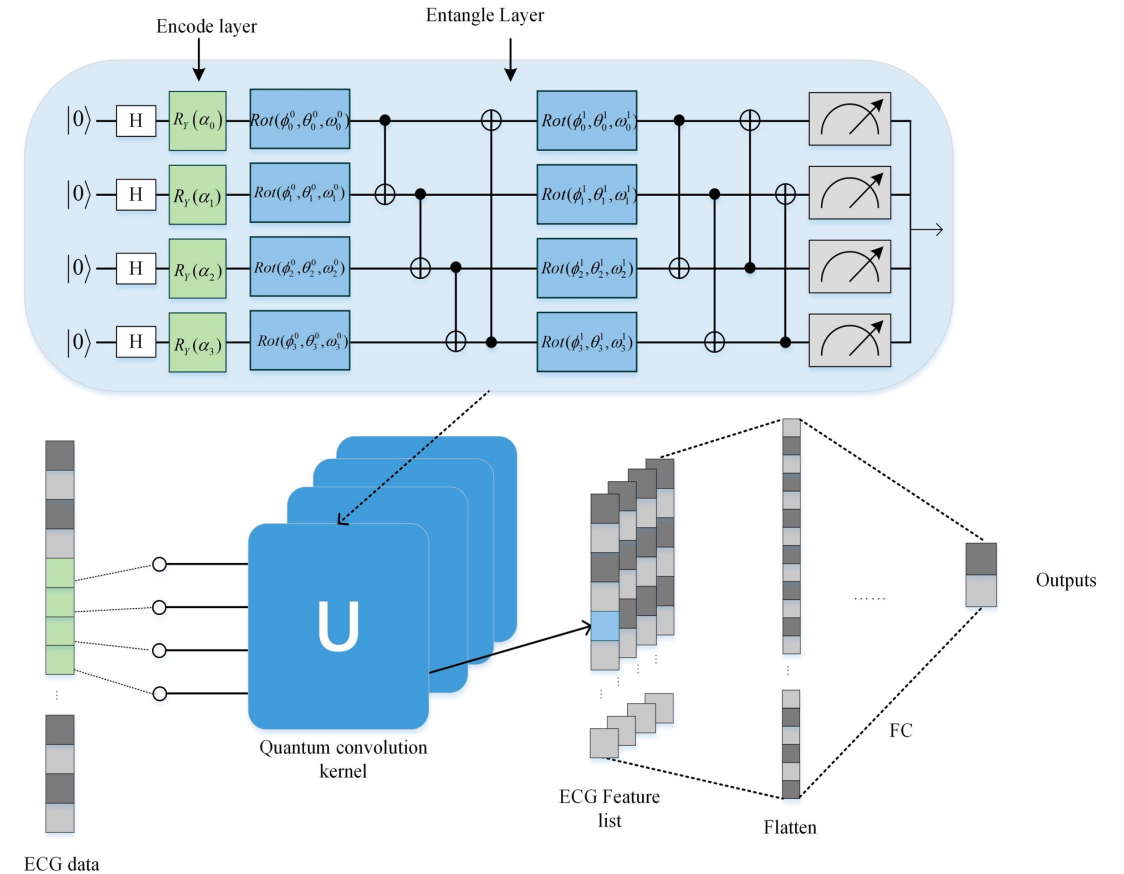 Encode layer
Entangle Layer
|0⟩ H R_Y(α_0) Rot(ϕ_0^0,θ_0^0,ω_0^0) Rot(ϕ_0^1,θ_0^1,ω_0^1)
|0⟩ H R_Y(α_1) Rot(ϕ_1^0,θ_1^0,ω_1^0) Rot(ϕ_1^1,θ_1^1,ω_1^1)
|0⟩ H R_Y(α_2) Rot(ϕ_2^0,θ_2^0,ω_2^0) Rot(ϕ_2^1,θ_2^1,ω_2^1)
|0⟩ H R_Y(α_3) Rot(ϕ_3^0,θ_3^0,ω_3^0) Rot(ϕ_3^1,θ_3^1,ω_3^1)
U
Quantum convolution
kernel
ECG data
ECG Feature
list
Flatten
......
FC
Outputs